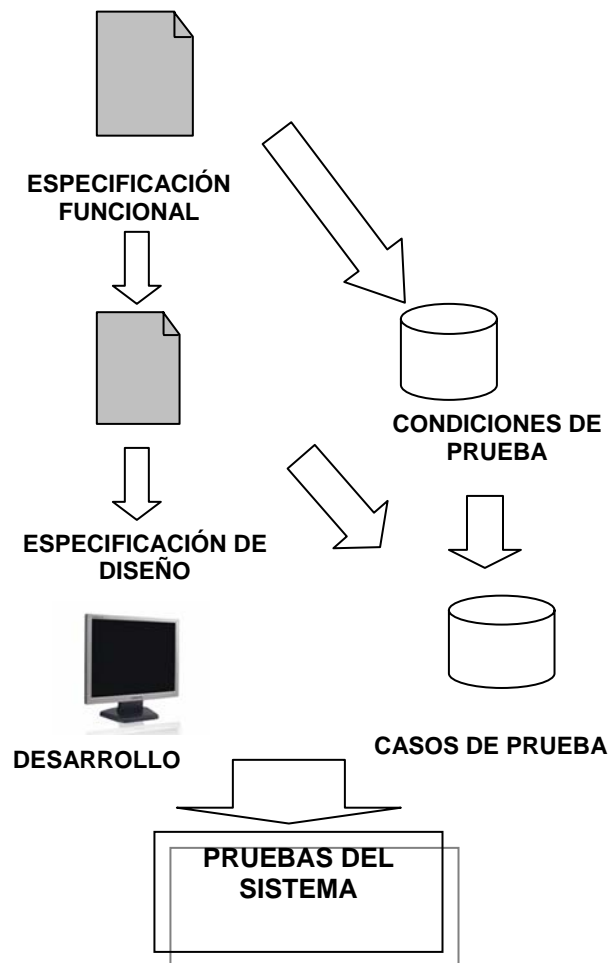 ESPECIFICACIÓN
FUNCIONAL
CONDICIONES DE
PRUEBA
ESPECIFICACIÓN DE
DISEÑO
DESARROLLO
CASOS DE PRUEBA
PRUEBAS DEL
SISTEMA